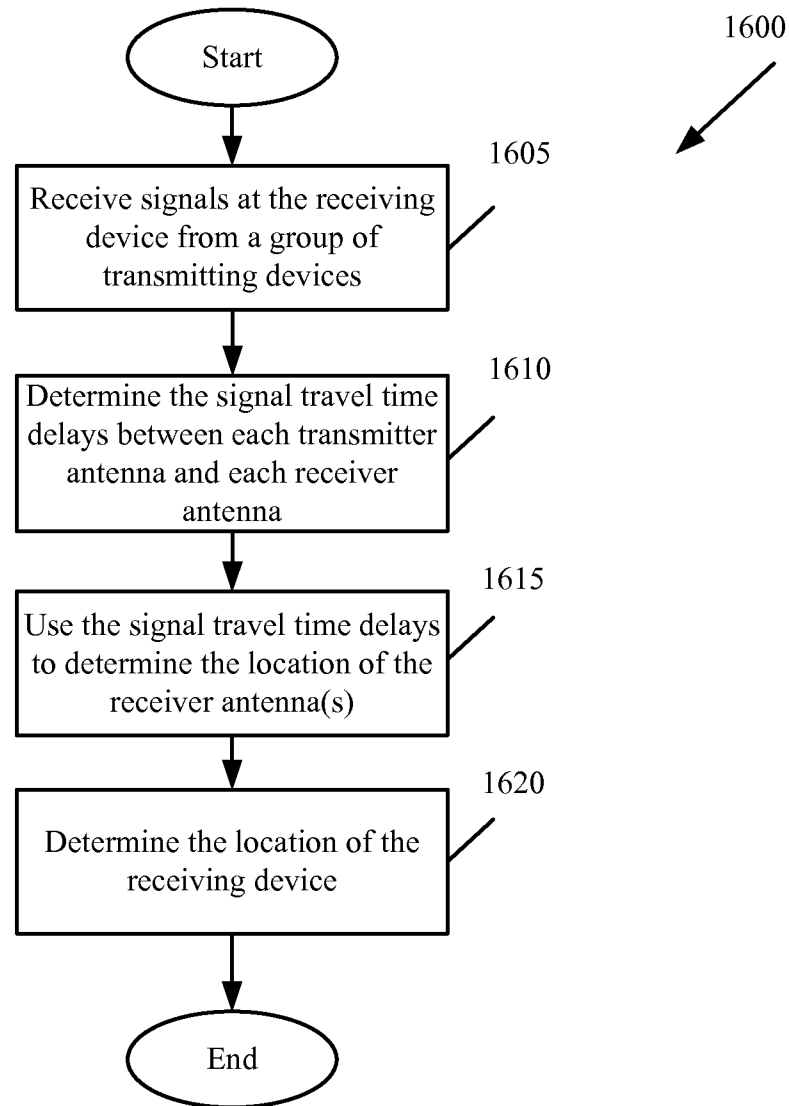 1600
Start
1605
Receive signals at the receiving
device from a group of
transmitting devices
1610
Determine the signal travel time
delays between each transmitter
antenna and each receiver
antenna
1615
Use the signal travel time delays
to determine the location of the
receiver antenna(s)
1620
Determine the location of the
receiving device
End